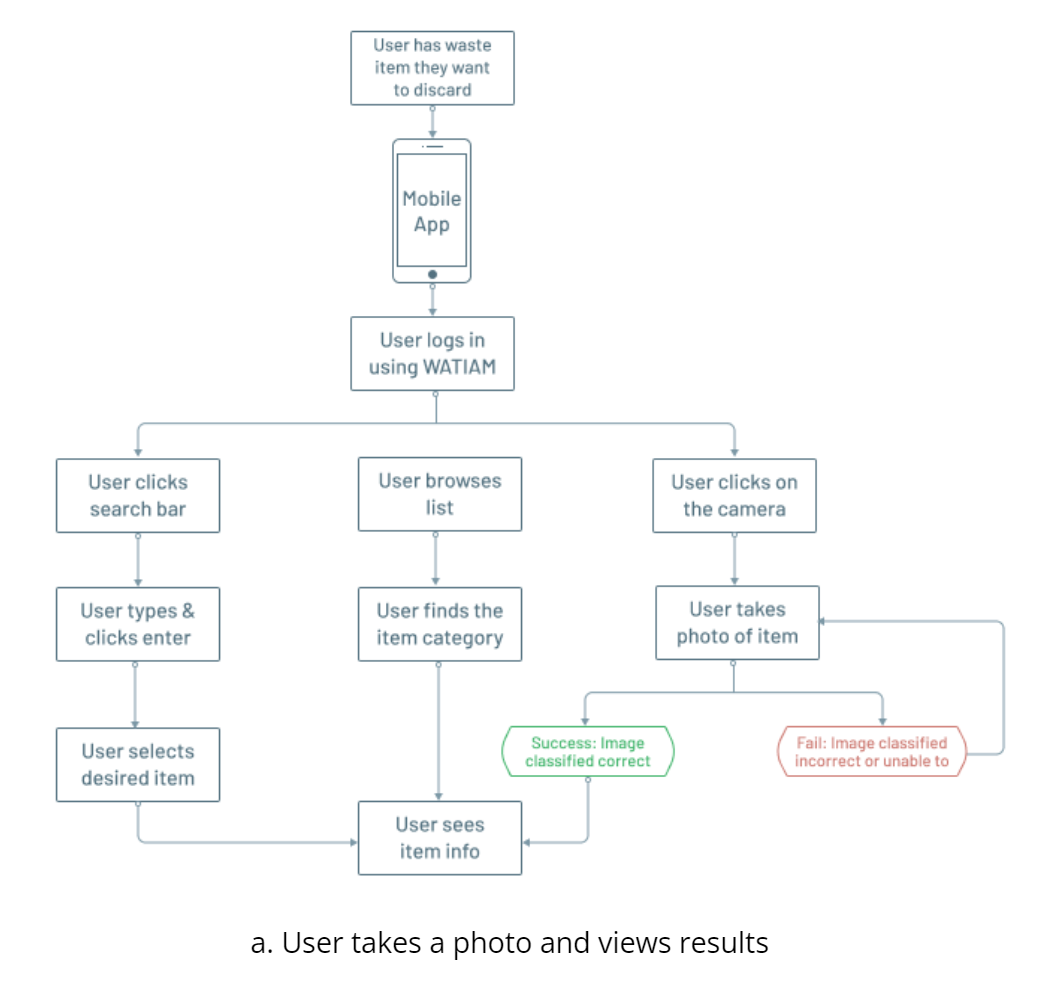 User has waste
item they want
to discard
Mobile
App
User logs in
using WATIAM
User clicks
search bar
User browses
list
User clicks on
the camera
User types &
clicks enter
User finds the
item category
User takes
photo of item
User selects
desired item
Success: Image
classified correct
Fail: Image classified
incorrect or unable to
User sees
item info
a. User takes a photo and views results